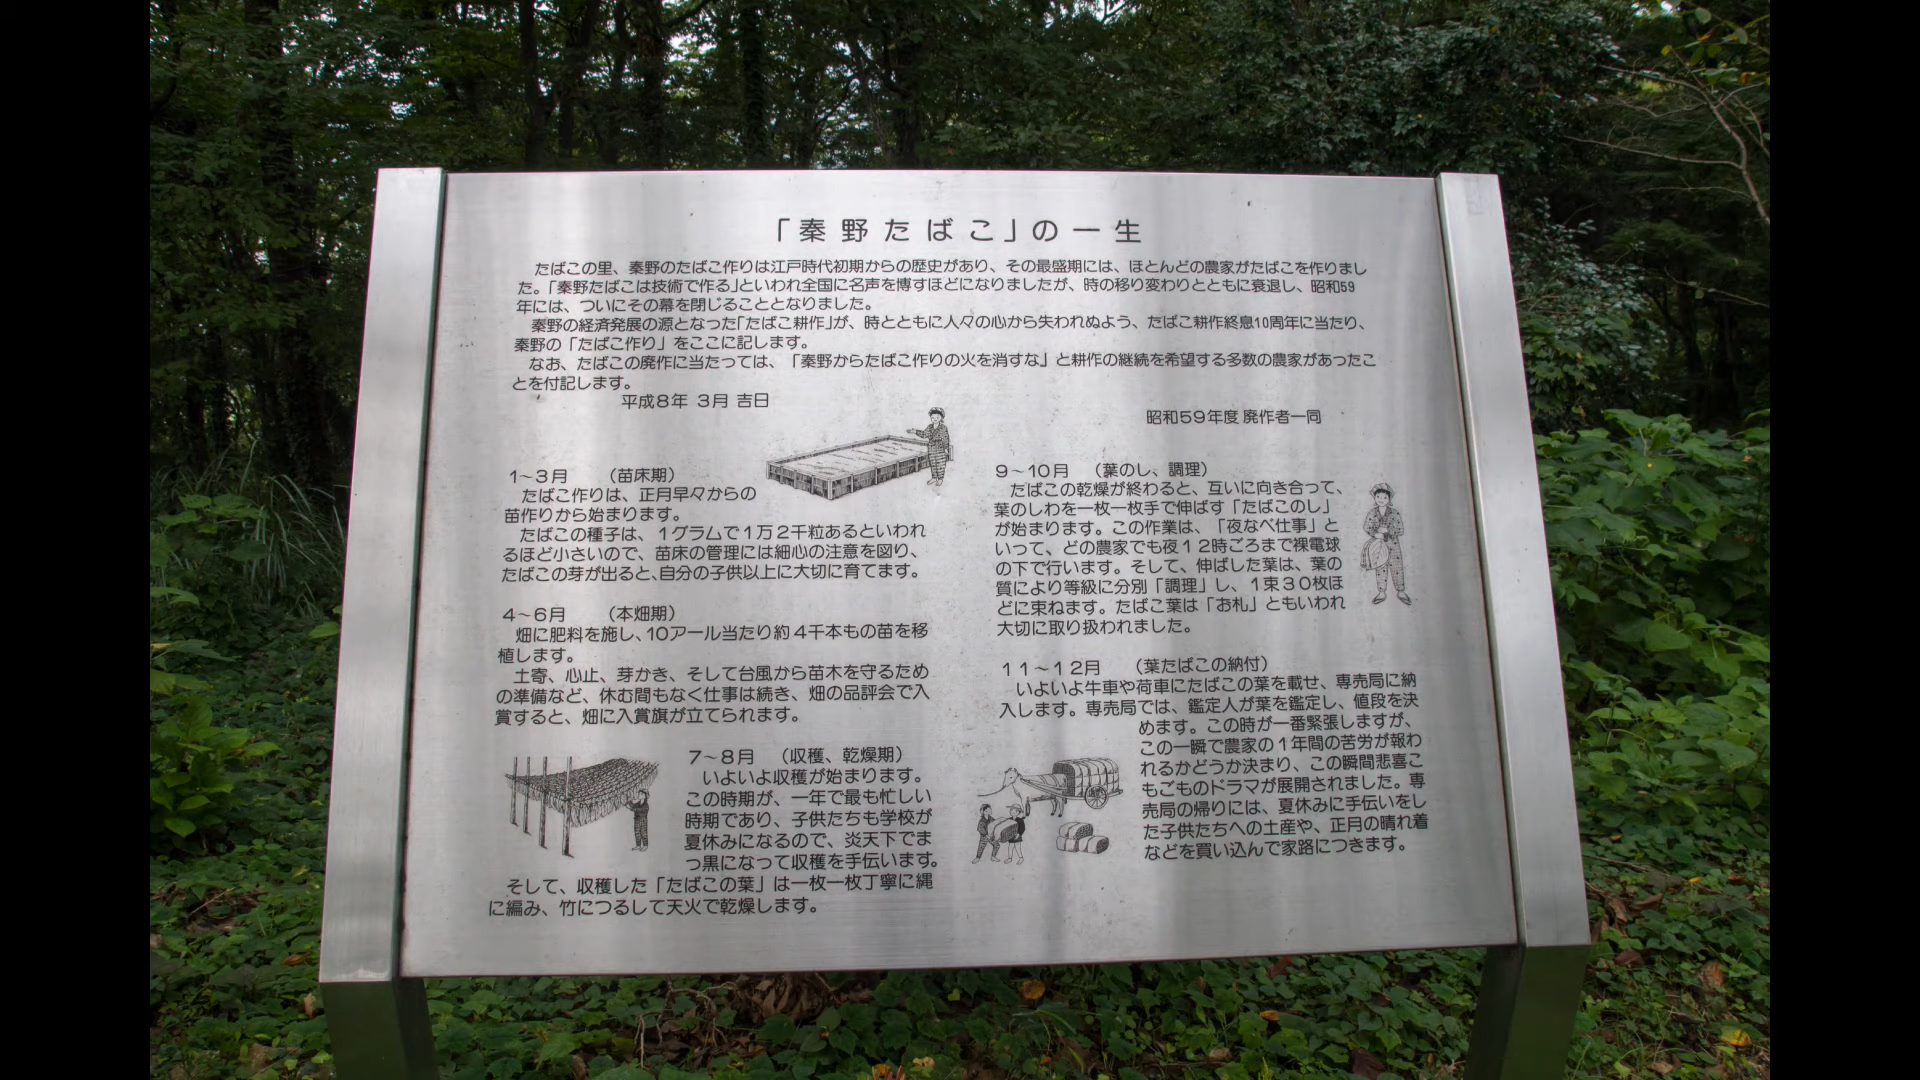 「秦野たばこ」の一生
たばこの里、秦野のたばこ作りは江戸時代初期からの歴史があり、その最盛期には、ほとんどの農家がたばこを作りまし
た。「秦野たばこは技術で作る」といわれ全国に名声を博すほどになりましたが、時の移り変わりとともに衰退し、昭和59
年には、ついにその幕を閉じることとなりました。
秦野の経済発展の源となった「たばこ耕作」が、時とともに人々の心から失われぬよう、たばこ耕作終息10周年に当たり、
秦野の「たばこ作り」をここに記します。
なお、たばこの廃作に当たっては、「秦野からたばこ作りの火を消すな」と耕作の継続を希望する多数の農家があったこ
とを付記します。
平成8年 3月 吉日
昭和59年度 廃作者一同
1~3月 (苗床期)
たばこ作りは、正月早々からの
苗作りから始まります。
たばこの種子は、1グラムで1万2千粒あるといわれ
るほど小さいので、苗床の管理には細心の注意を図り、
たばこの芽が出ると、自分の子供以上に大切に育てます。
4~6月 (本畑期)
畑に肥料を施し、10アール当たり約4千本もの苗を移
植します。
土寄、心止、芽かき、そして台風から苗木を守るため
の準備など、休む間もなく仕事は続き、畑の品評会で入
賞すると、畑に入賞旗が立てられます。
7~8月 (収穫、乾燥期)
いよいよ収穫が始まります。
この時期が、一年で最も忙しい
時期であり、子供たちも学校が
夏休みになるので、炎天下でま
っ黒になって収穫を手伝います。
そして、収穫した「たばこの葉」は一枚一枚丁寧に縄
に編み、竹につるして天火で乾燥します。
9~10月 (葉のし、調理)
たばこの乾燥が終わると、互いに向き合って、
葉のしわを一枚一枚手で伸ばす「たばこのし」
が始まります。この作業は、「夜なべ仕事」と
いって、どの農家でも夜12時ごろまで裸電球
の下で行います。そして、伸ばした葉は、葉の
質により等級に分別「調理」し、1束30枚ほ
どに束ねます。たばこ葉は「お札」ともいわれ
大切に取り扱われました。
11~12月 (葉たばこの納付)
いよいよ牛車や荷車にたばこの葉を載せ、専売局に納
入します。専売局では、鑑定人が葉を鑑定し、値段を決
めます。この時が一番緊張しますが、
この一瞬で農家の1年間の苦労が報わ
れるかどうか決まり、この瞬間悲喜こ
もごものドラマが展開されました。専
売局の帰りには、夏休みに手伝いをし
た子供たちへの土産や、正月の晴れ着
などを買い込んで家路につきます。